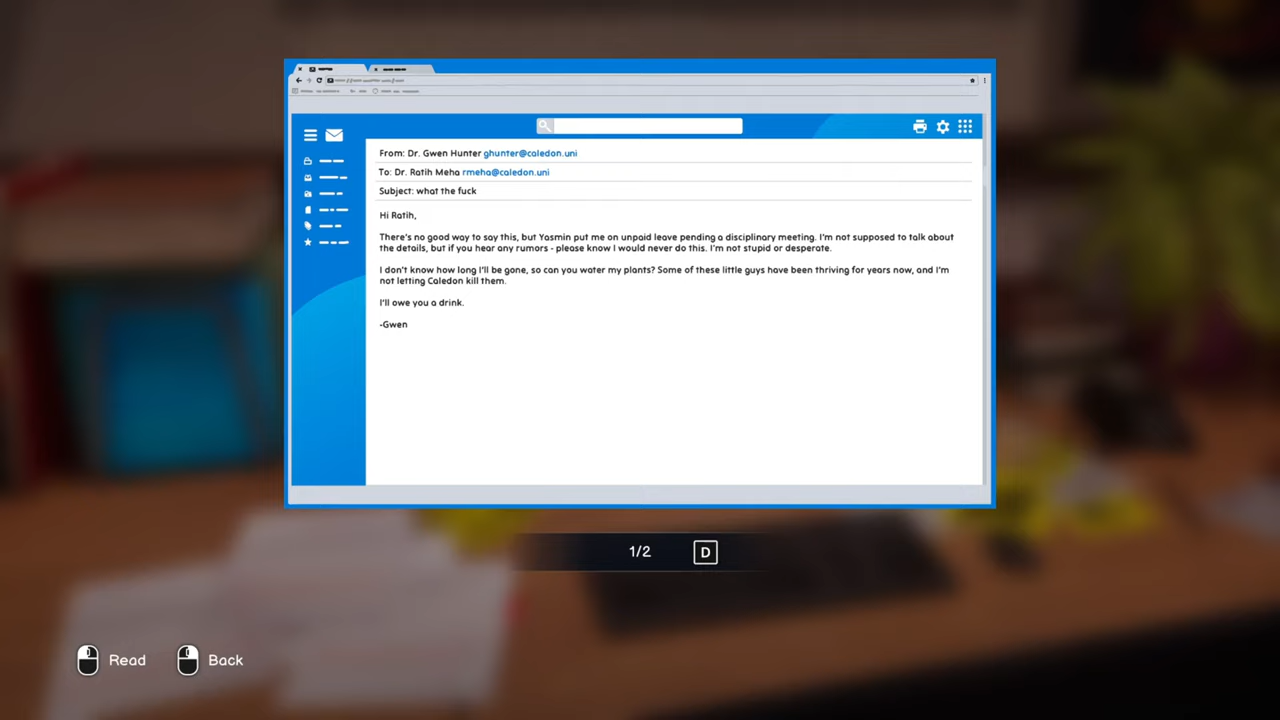 From: Dr. Gwen Hunter ghunter@caledon.uni
To: Dr. Ratih Meha rmeha@caledon.uni
Subject: what the fuck
Hi Ratih,
There's no good way to say this, but Yasmin put me on unpaid leave pending a disciplinary meeting. I'm not supposed to talk about
the details, but if you hear any rumors - please know I would never do this. I'm not stupid or desperate.
I don't know how long I'll be gone, so can you water my plants? Some of these little guys have been thriving for years now, and I'm
not letting Caledon kill them.
I'll owe you a drink.
-Gwen
1/2 D
Read Back